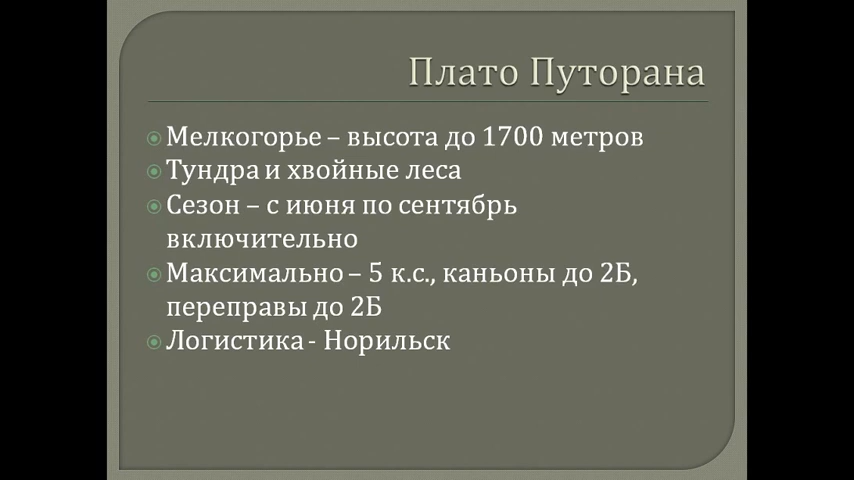 Плато Путорана
Мелкогорье – высота до 1700 метров
Тундра и хвойные леса
Сезон – с июня по сентябрь
включительно
Максимально – 5 к.с., каньоны до 2Б,
переправы до 2Б
Логистика - Норильск